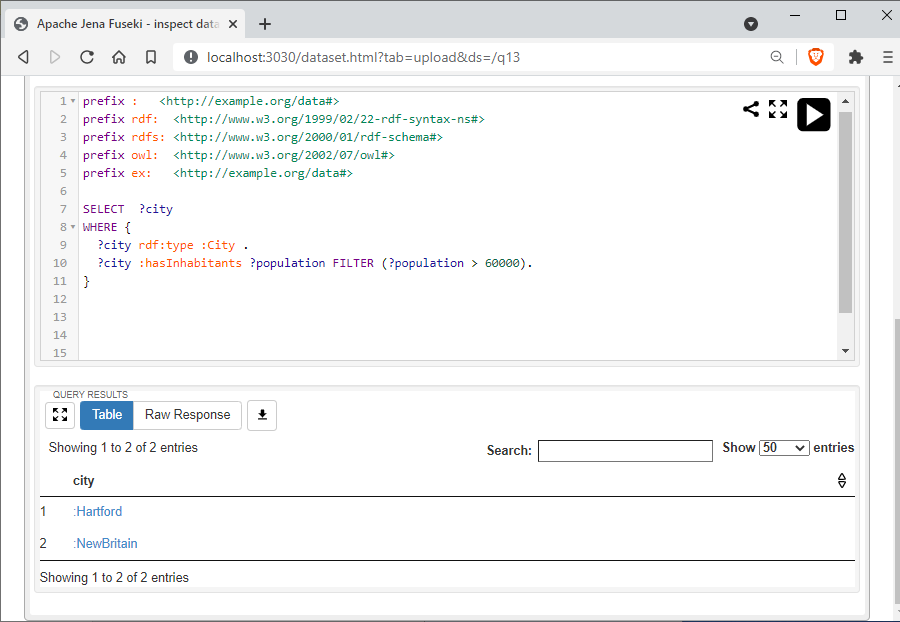 Apache Jena Fuseki - inspect data
localhost:3030/dataset.html?tab=upload&ds=/q13
1 prefix :   <http://example.org/data#>
2 prefix rdf:  <http://www.w3.org/1999/02/22-rdf-syntax-ns#>
3 prefix rdfs: <http://www.w3.org/2000/01/rdf-schema#>
4 prefix owl:  <http://www.w3.org/2002/07/owl#>
5 prefix ex:   <http://example.org/data#>
6
7 SELECT  ?city
8 WHERE {
9   ?city rdf:type :City .
10   ?city :hasInhabitants ?population FILTER (?population > 60000).
11 }
12
13
14
15
QUERY RESULTS
Table Raw Response
Showing 1 to 2 of 2 entries Search: Show 50 entries
city
1 :Hartford
2 :NewBritain
Showing 1 to 2 of 2 entries